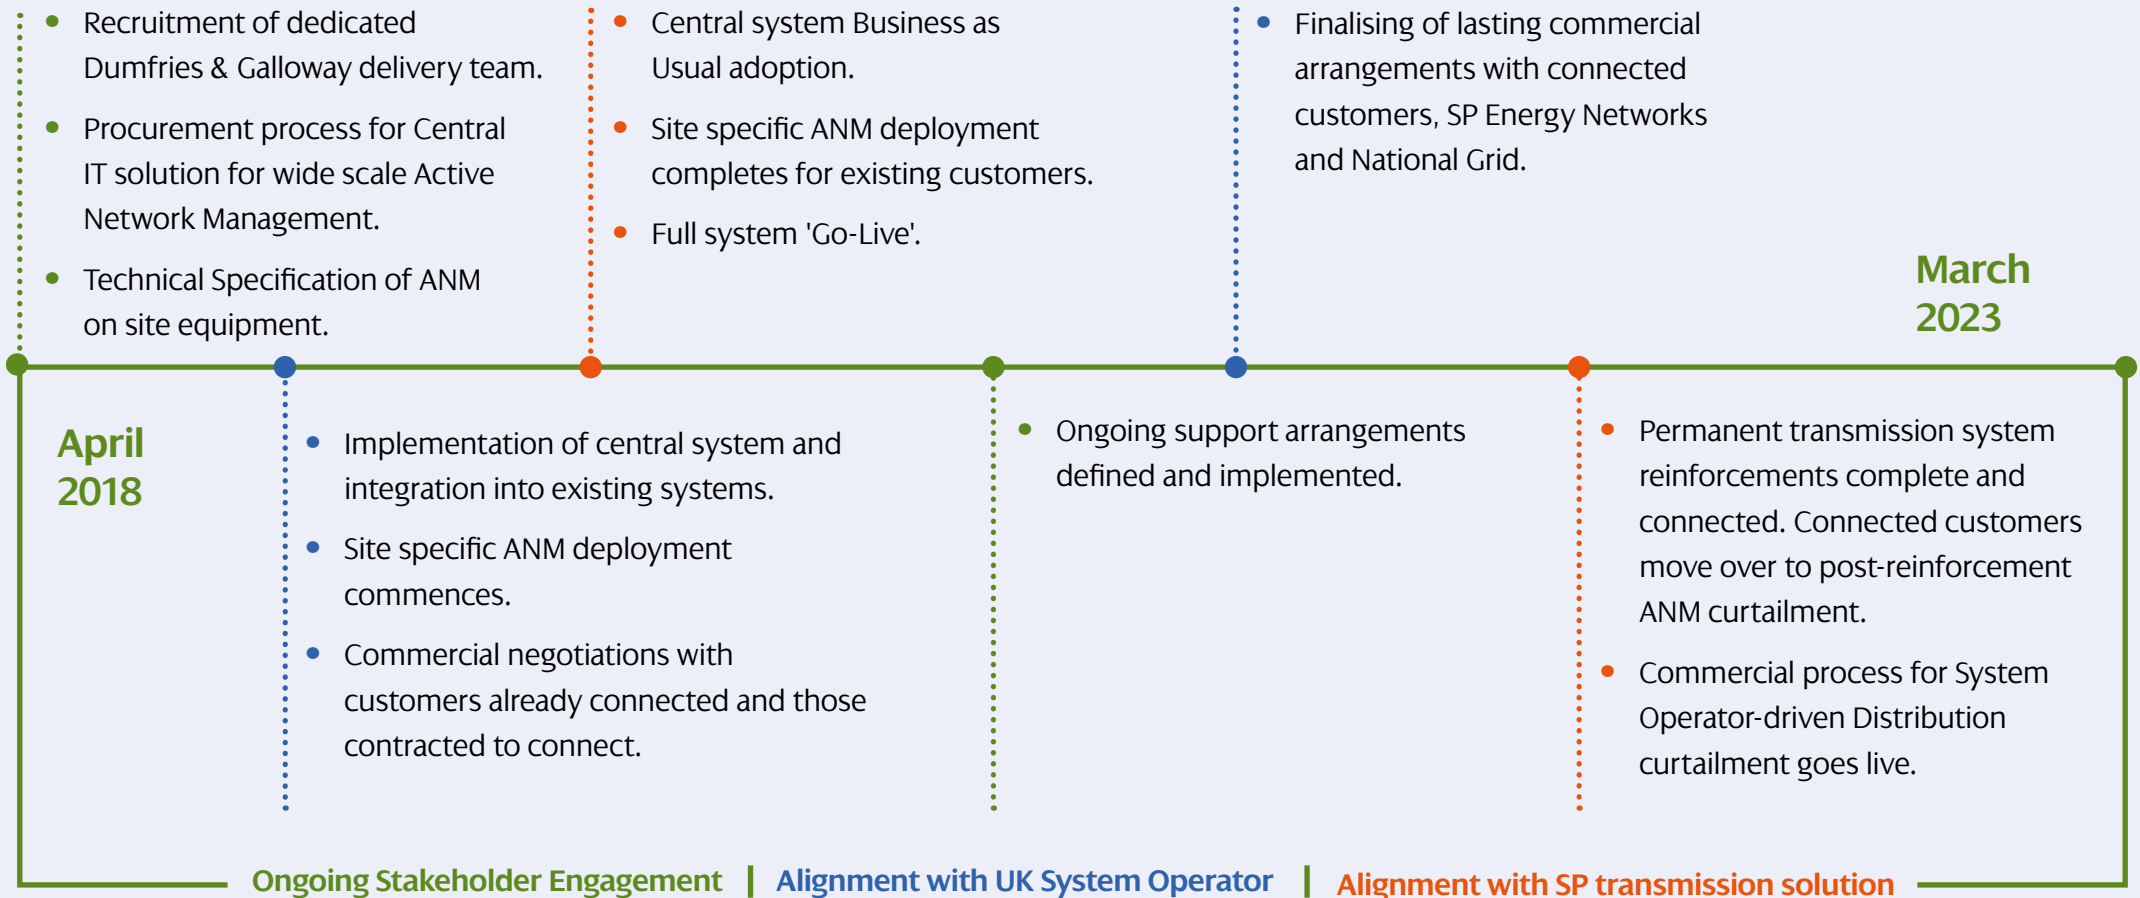 Recruitment of dedicated
Dumfries & Galloway delivery team.
Procurement process for Central
IT solution for wide scale Active
Network Management.
Technical Specification of ANM
on site equipment.
Central system Business as
Usual adoption.
Site specific ANM deployment
completes for existing customers.
Full system 'Go-Live'.
Finalising of lasting commercial
arrangements with connected
customers, SP Energy Networks
and National Grid.
March
2023
April
2018
Implementation of central system and
integration into existing systems.
Site specific ANM deployment
commences.
Commercial negotiations with
customers already connected and those
contracted to connect.
Ongoing support arrangements
defined and implemented.
Permanent transmission system
reinforcements complete and
connected. Connected customers
move over to post-reinforcement
ANM curtailment.
Commercial process for System
Operator-driven Distribution
curtailment goes live.
Ongoing Stakeholder Engagement | Alignment with UK System Operator | Alignment with SP transmission solution